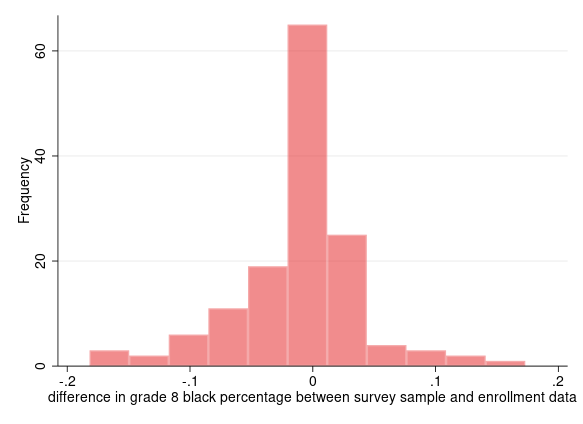 Frequency
60
40
20
0
-.2 -.1 0 .1 .2
difference in grade 8 black percentage between survey sample and enrollment data